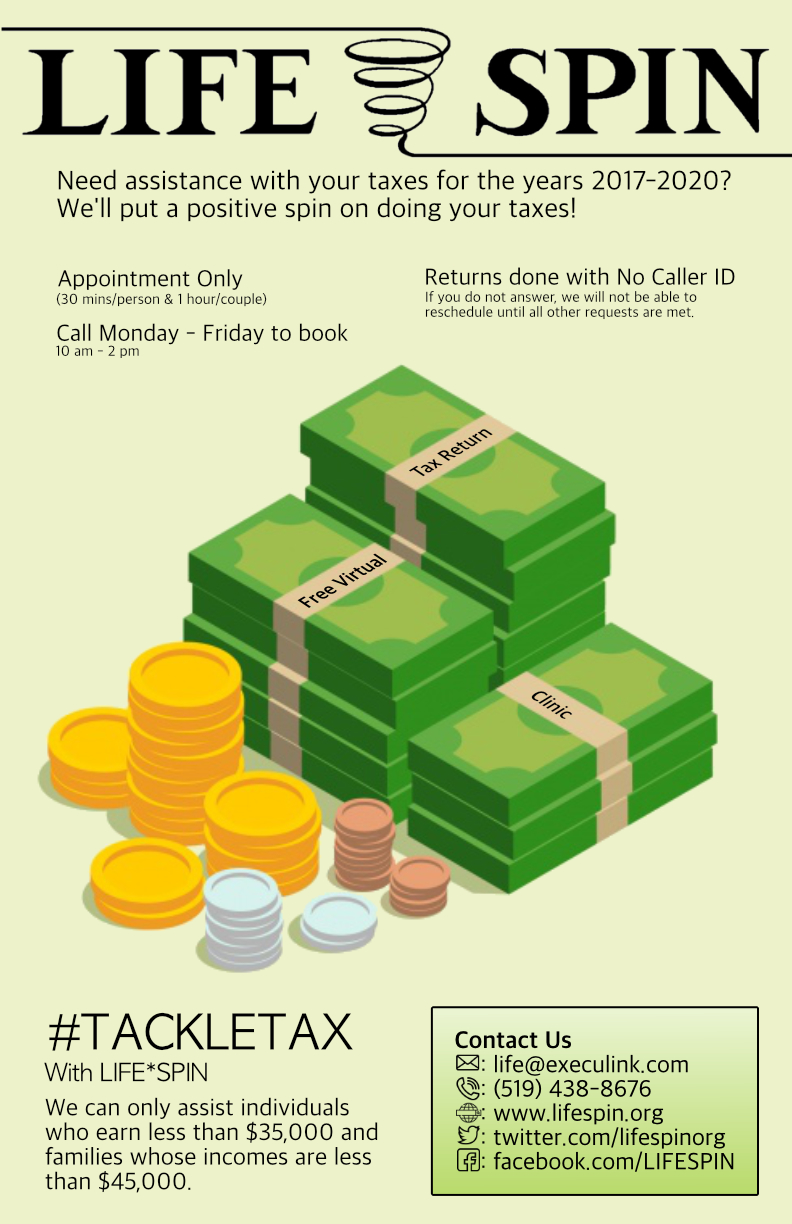 LIFE SPIN
Need assistance with your taxes for the years 2017-2020?
We'll put a positive spin on doing your taxes!
Appointment Only
(30 mins/person & 1 hour/couple)
Call Monday - Friday to book
10 am - 2 pm
Returns done with No Caller ID
If you do not answer, we will not be able to
reschedule until all other requests are met.
Tax Return
Free Virtual
Clinic
#TACKLETAX
With LIFE*SPIN
We can only assist individuals
who earn less than $35,000 and
families whose incomes are less
than $45,000.
Contact Us
: life@execulink.com
: (519) 438-8676
: www.lifespin.org
: twitter.com/lifespinorg
: facebook.com/LIFESPIN